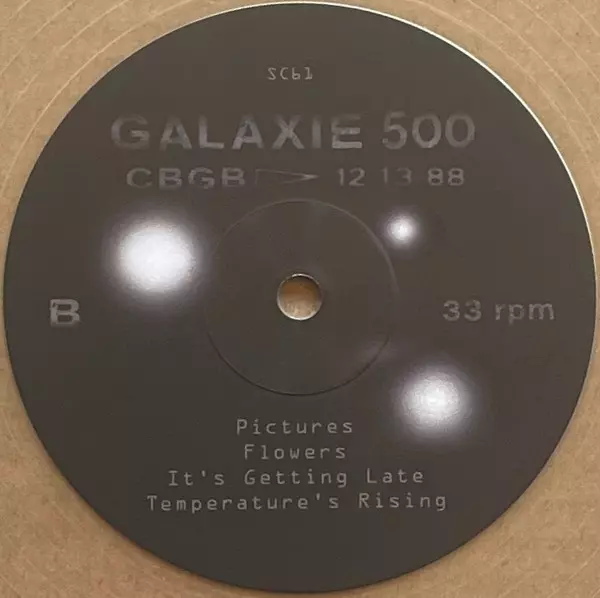 SC61
GALAXIE 500
CBGB 12 13 88
B
33 rpm
Pictures
Flowers
It's Getting Late
Temperature's Rising